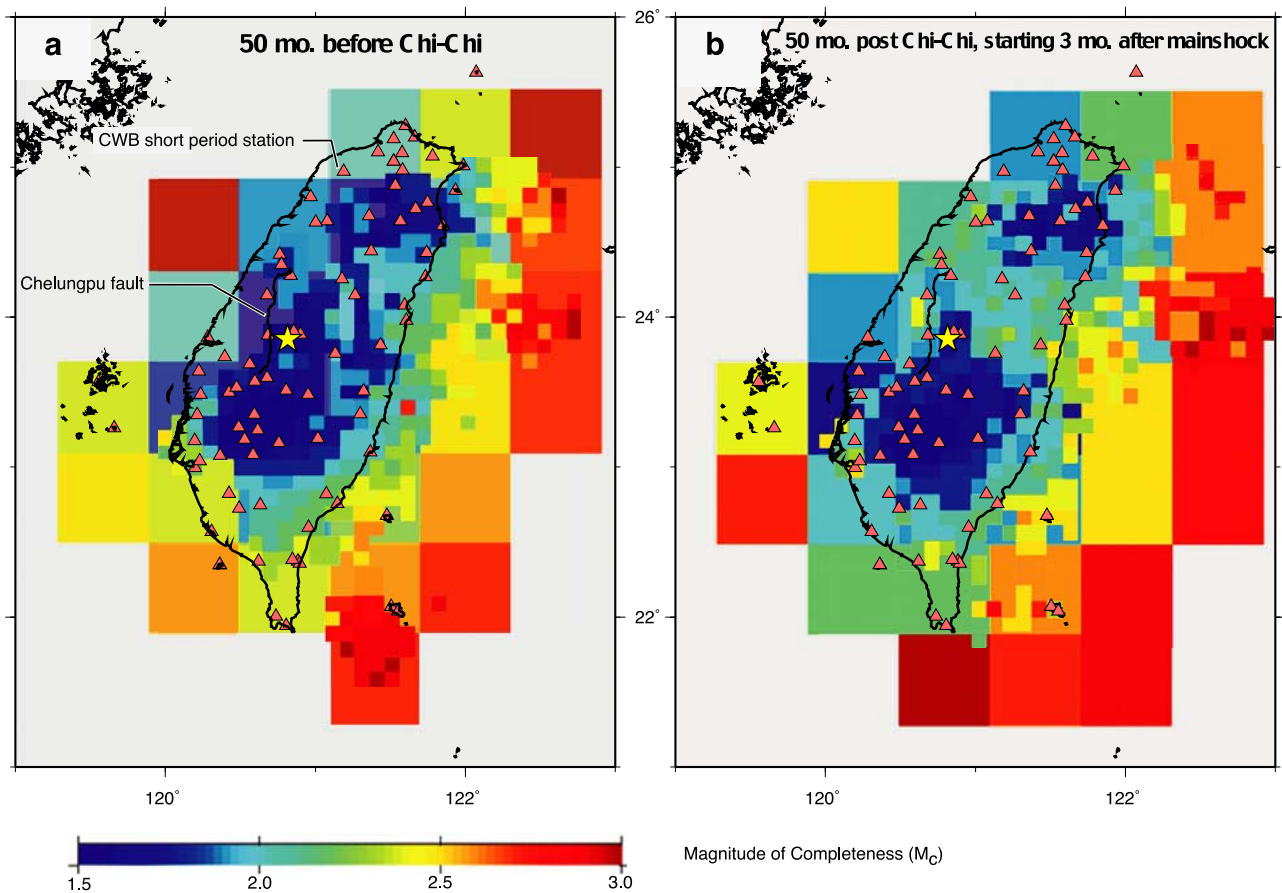 a
50 mo. before Chi-Chi
CWB short period station
Chelungpu fault
120°
122°
b
50 mo. post Chi-Chi, starting 3 mo. after mainshock
26°
24°
22°
120°
122°
1.5
2.0
2.5
3.0
Magnitude of Completeness (MC)